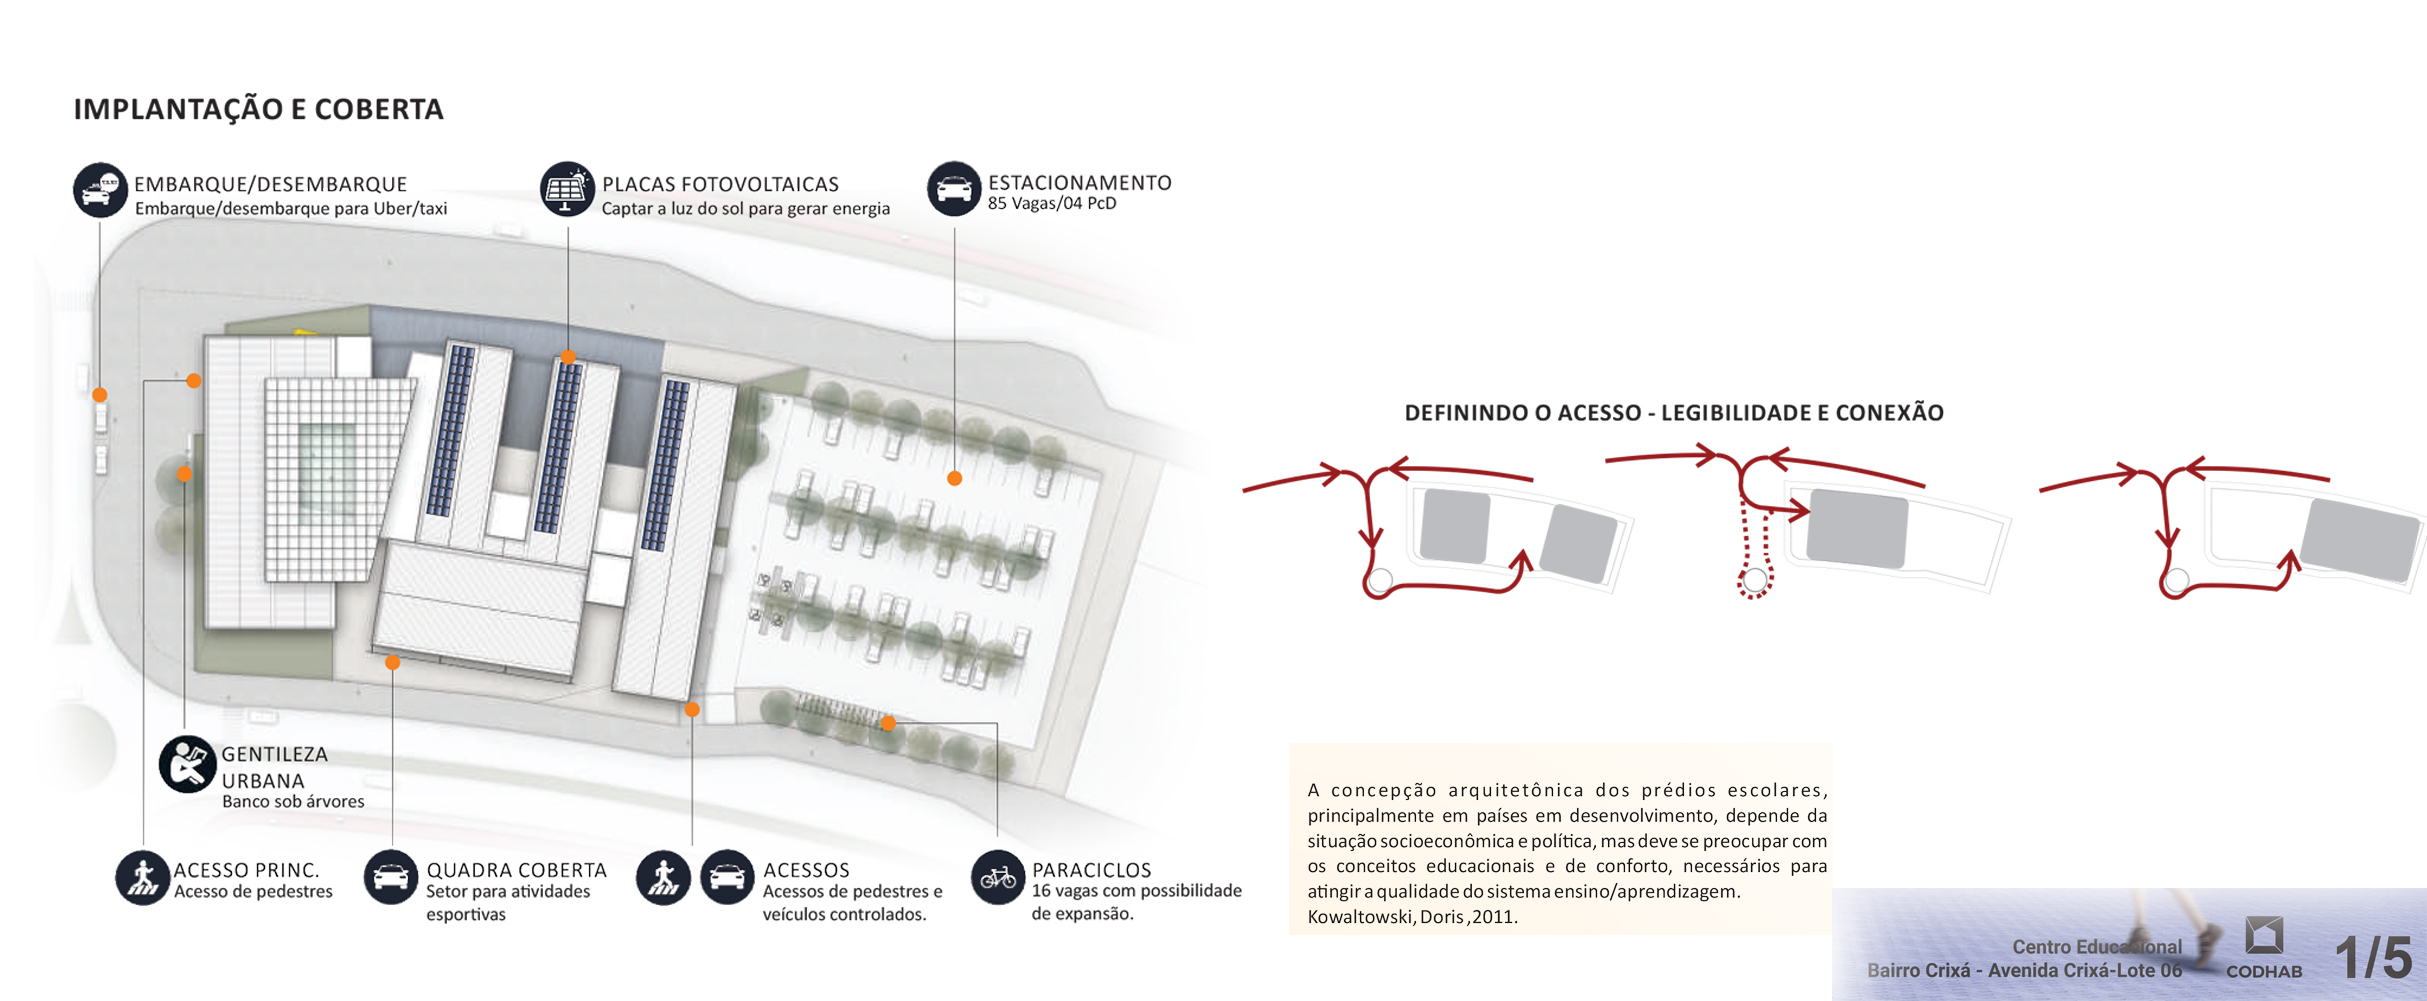 IMPLANTAÇÃO E COBERTA
EMBARQUE/DESEMBARQUE
Embarque/desembarque para Uber/taxi
PLACAS FOTOVOLTAICAS
Captar a luz do sol para gerar energia
ESTACIONAMENTO
85 Vagas/04 PcD
GENTILEZA
URBANA
Banco sob árvores
ACESSO PRINC.
Acesso de pedestres
QUADRA COBERTA
Setor para atividades
esportivas
ACESSOS
Acessos de pedestres e
veículos controlados.
PARACICLOS
16 vagas com possibilidade
de expansão.
DEFININDO O ACESSO - LEGIBILIDADE E CONEXÃO
A concepção arquitetônica dos prédios escolares,
principalmente em países em desenvolvimento, depende da
situação socioeconômica e política, mas deve se preocupar com
os conceitos educacionais e de conforto, necessários para
atingir a qualidade do sistema ensino/aprendizagem.
Kowaltowski, Doris ,2011.
Centro Educacional
Bairro Crixá - Avenida Crixá-Lote 06
CODHAB
1/5